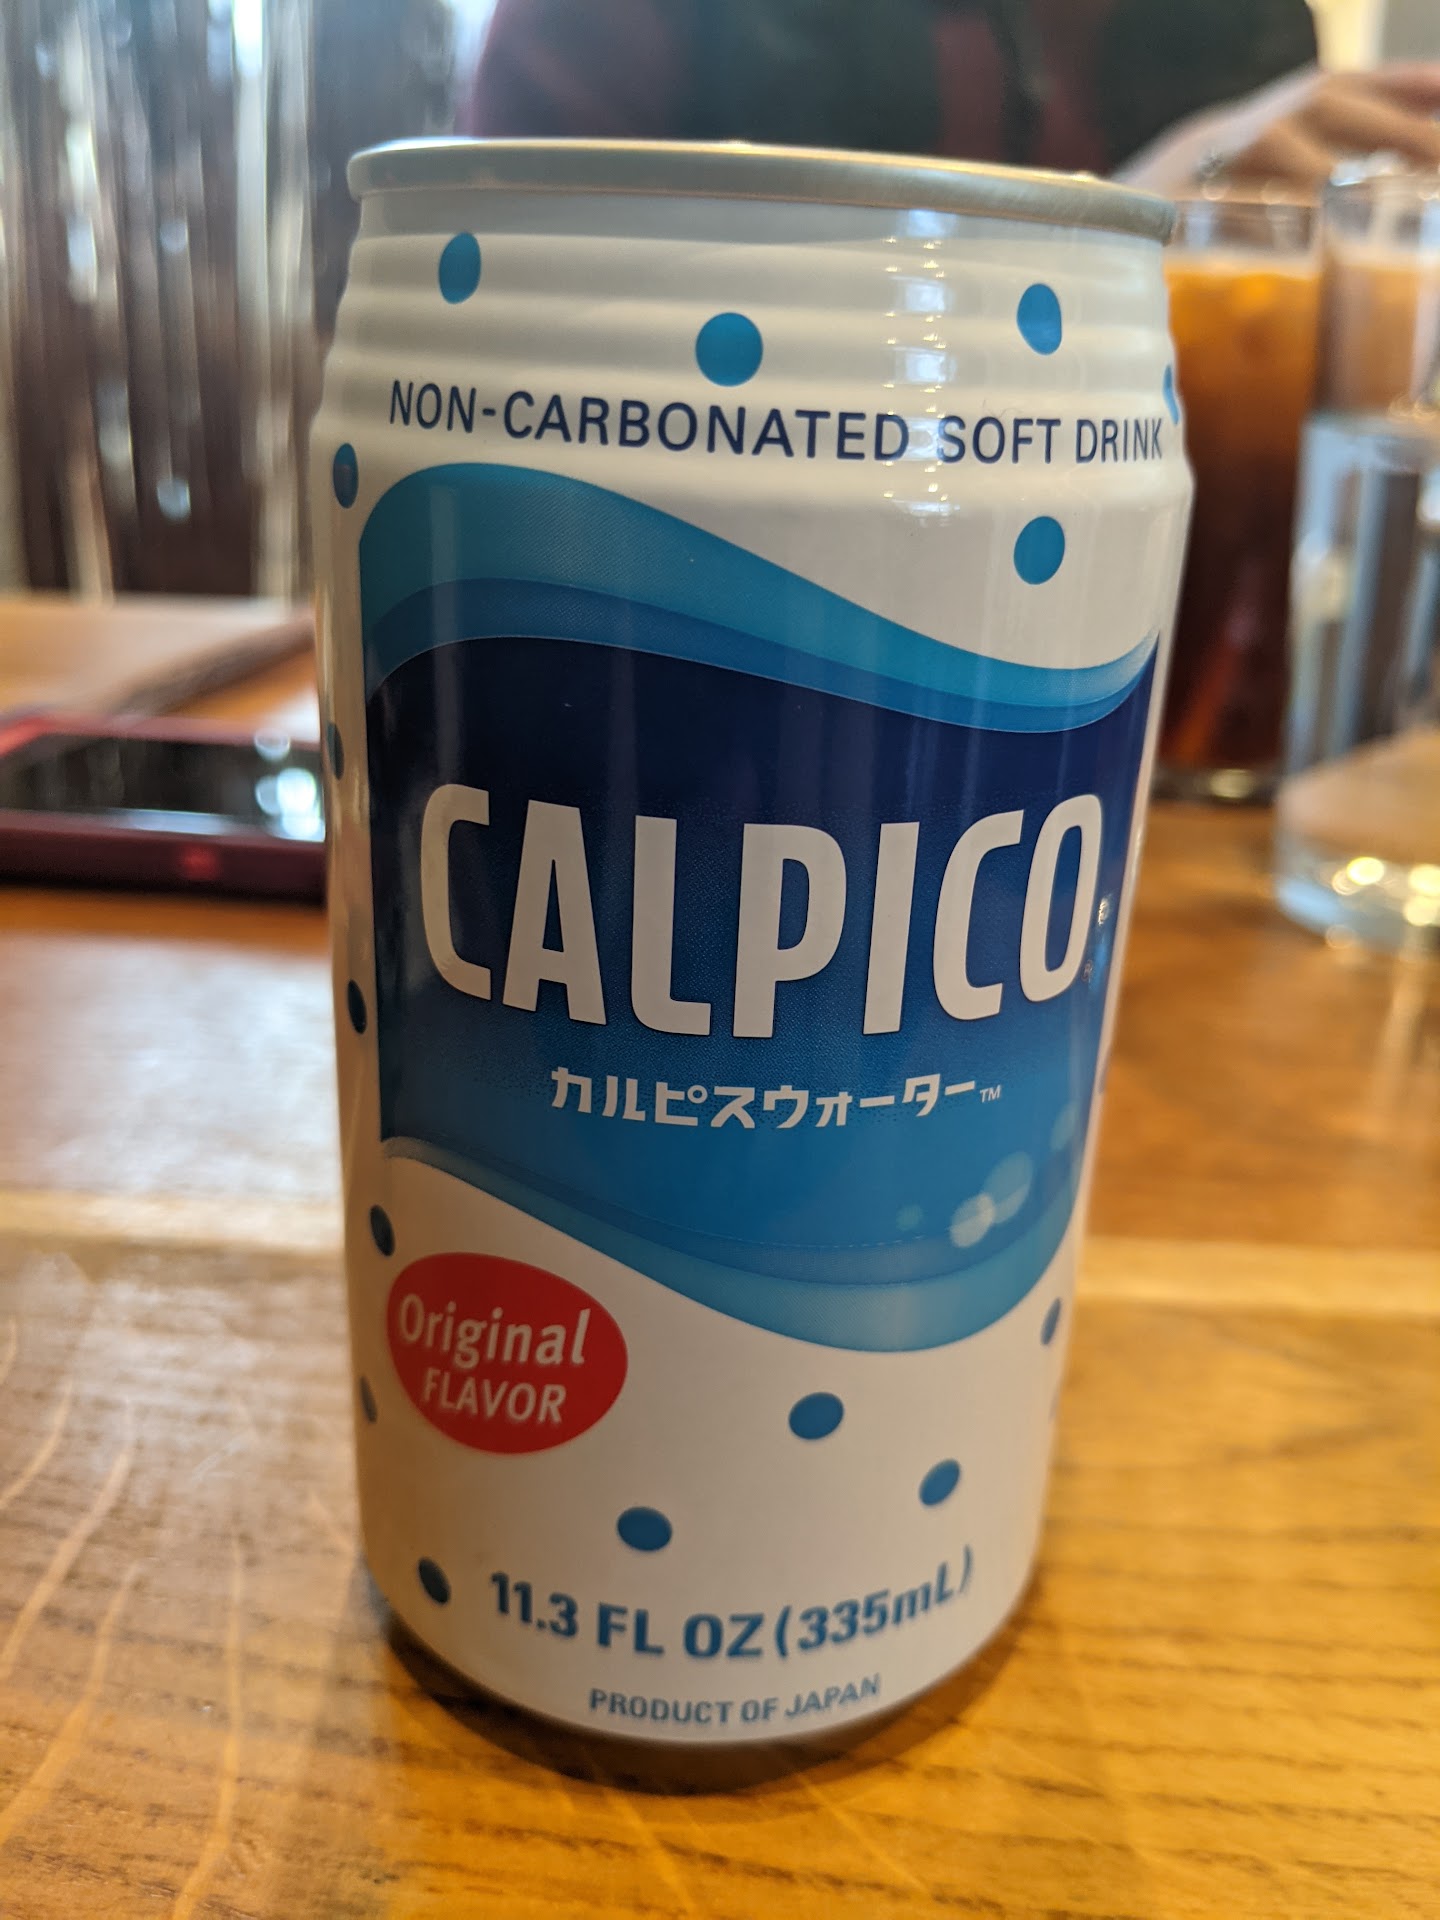 NON-CARBONATED SOFT DRINK
CALPICO®
カルピスウォーター™
Original
FLAVOR
11.3 FL OZ (335mL)
PRODUCT OF JAPAN